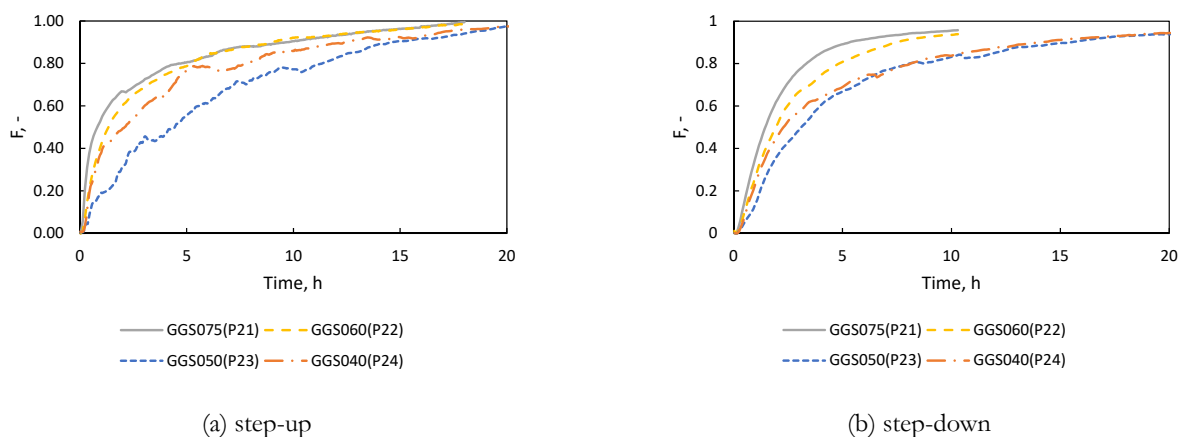 1.00
0.80
0.60
0.40
0.20
0.00
F, -
0 5 10 15 20
Time, h
GGS075(P21) GGS060(P22)
GGS050(P23) GGS040(P24)
(a) step-up
1
0.8
0.6
0.4
0.2
0
F, -
0 5 10 15 20
Time, h
GGS075(P21) GGS060(P22)
GGS050(P23) GGS040(P24)
(b) step-down